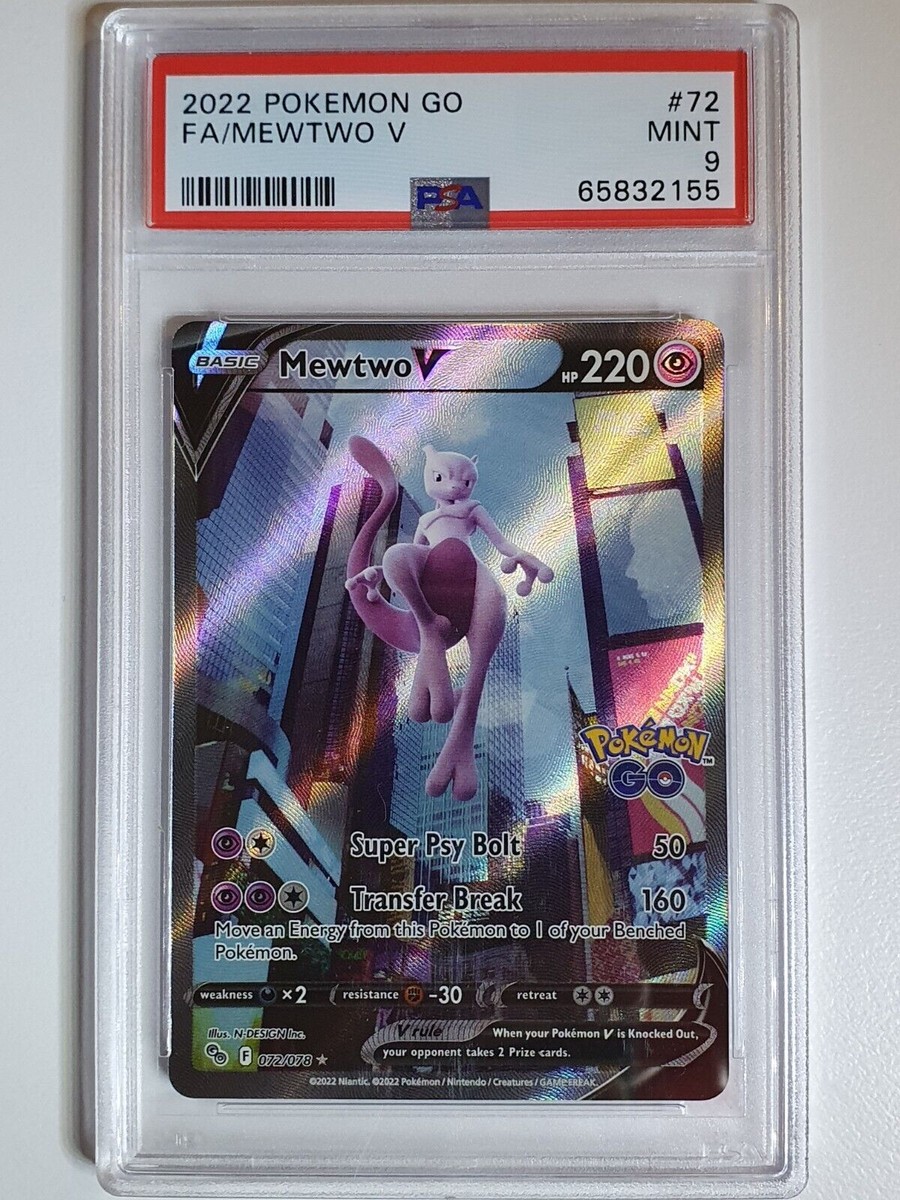 2022 POKEMON GO #72
FA/MEWTWO V MINT
9
65832155
PSA
BASIC Mewtwo V HP 220
Pokémon™
GO
Super Psy Bolt 50
Transfer Break 160
Move an Energy from this Pokémon to 1 of your Benched
Pokémon.
weakness ×2 resistance -30 retreat
Illus. N-DESIGN Inc.
V rule When your Pokémon V is Knocked Out,
your opponent takes 2 Prize cards.
GO F 072/078 ★
©2022 Niantic. ©2022 Pokémon / Nintendo / Creatures / GAME FREAK.